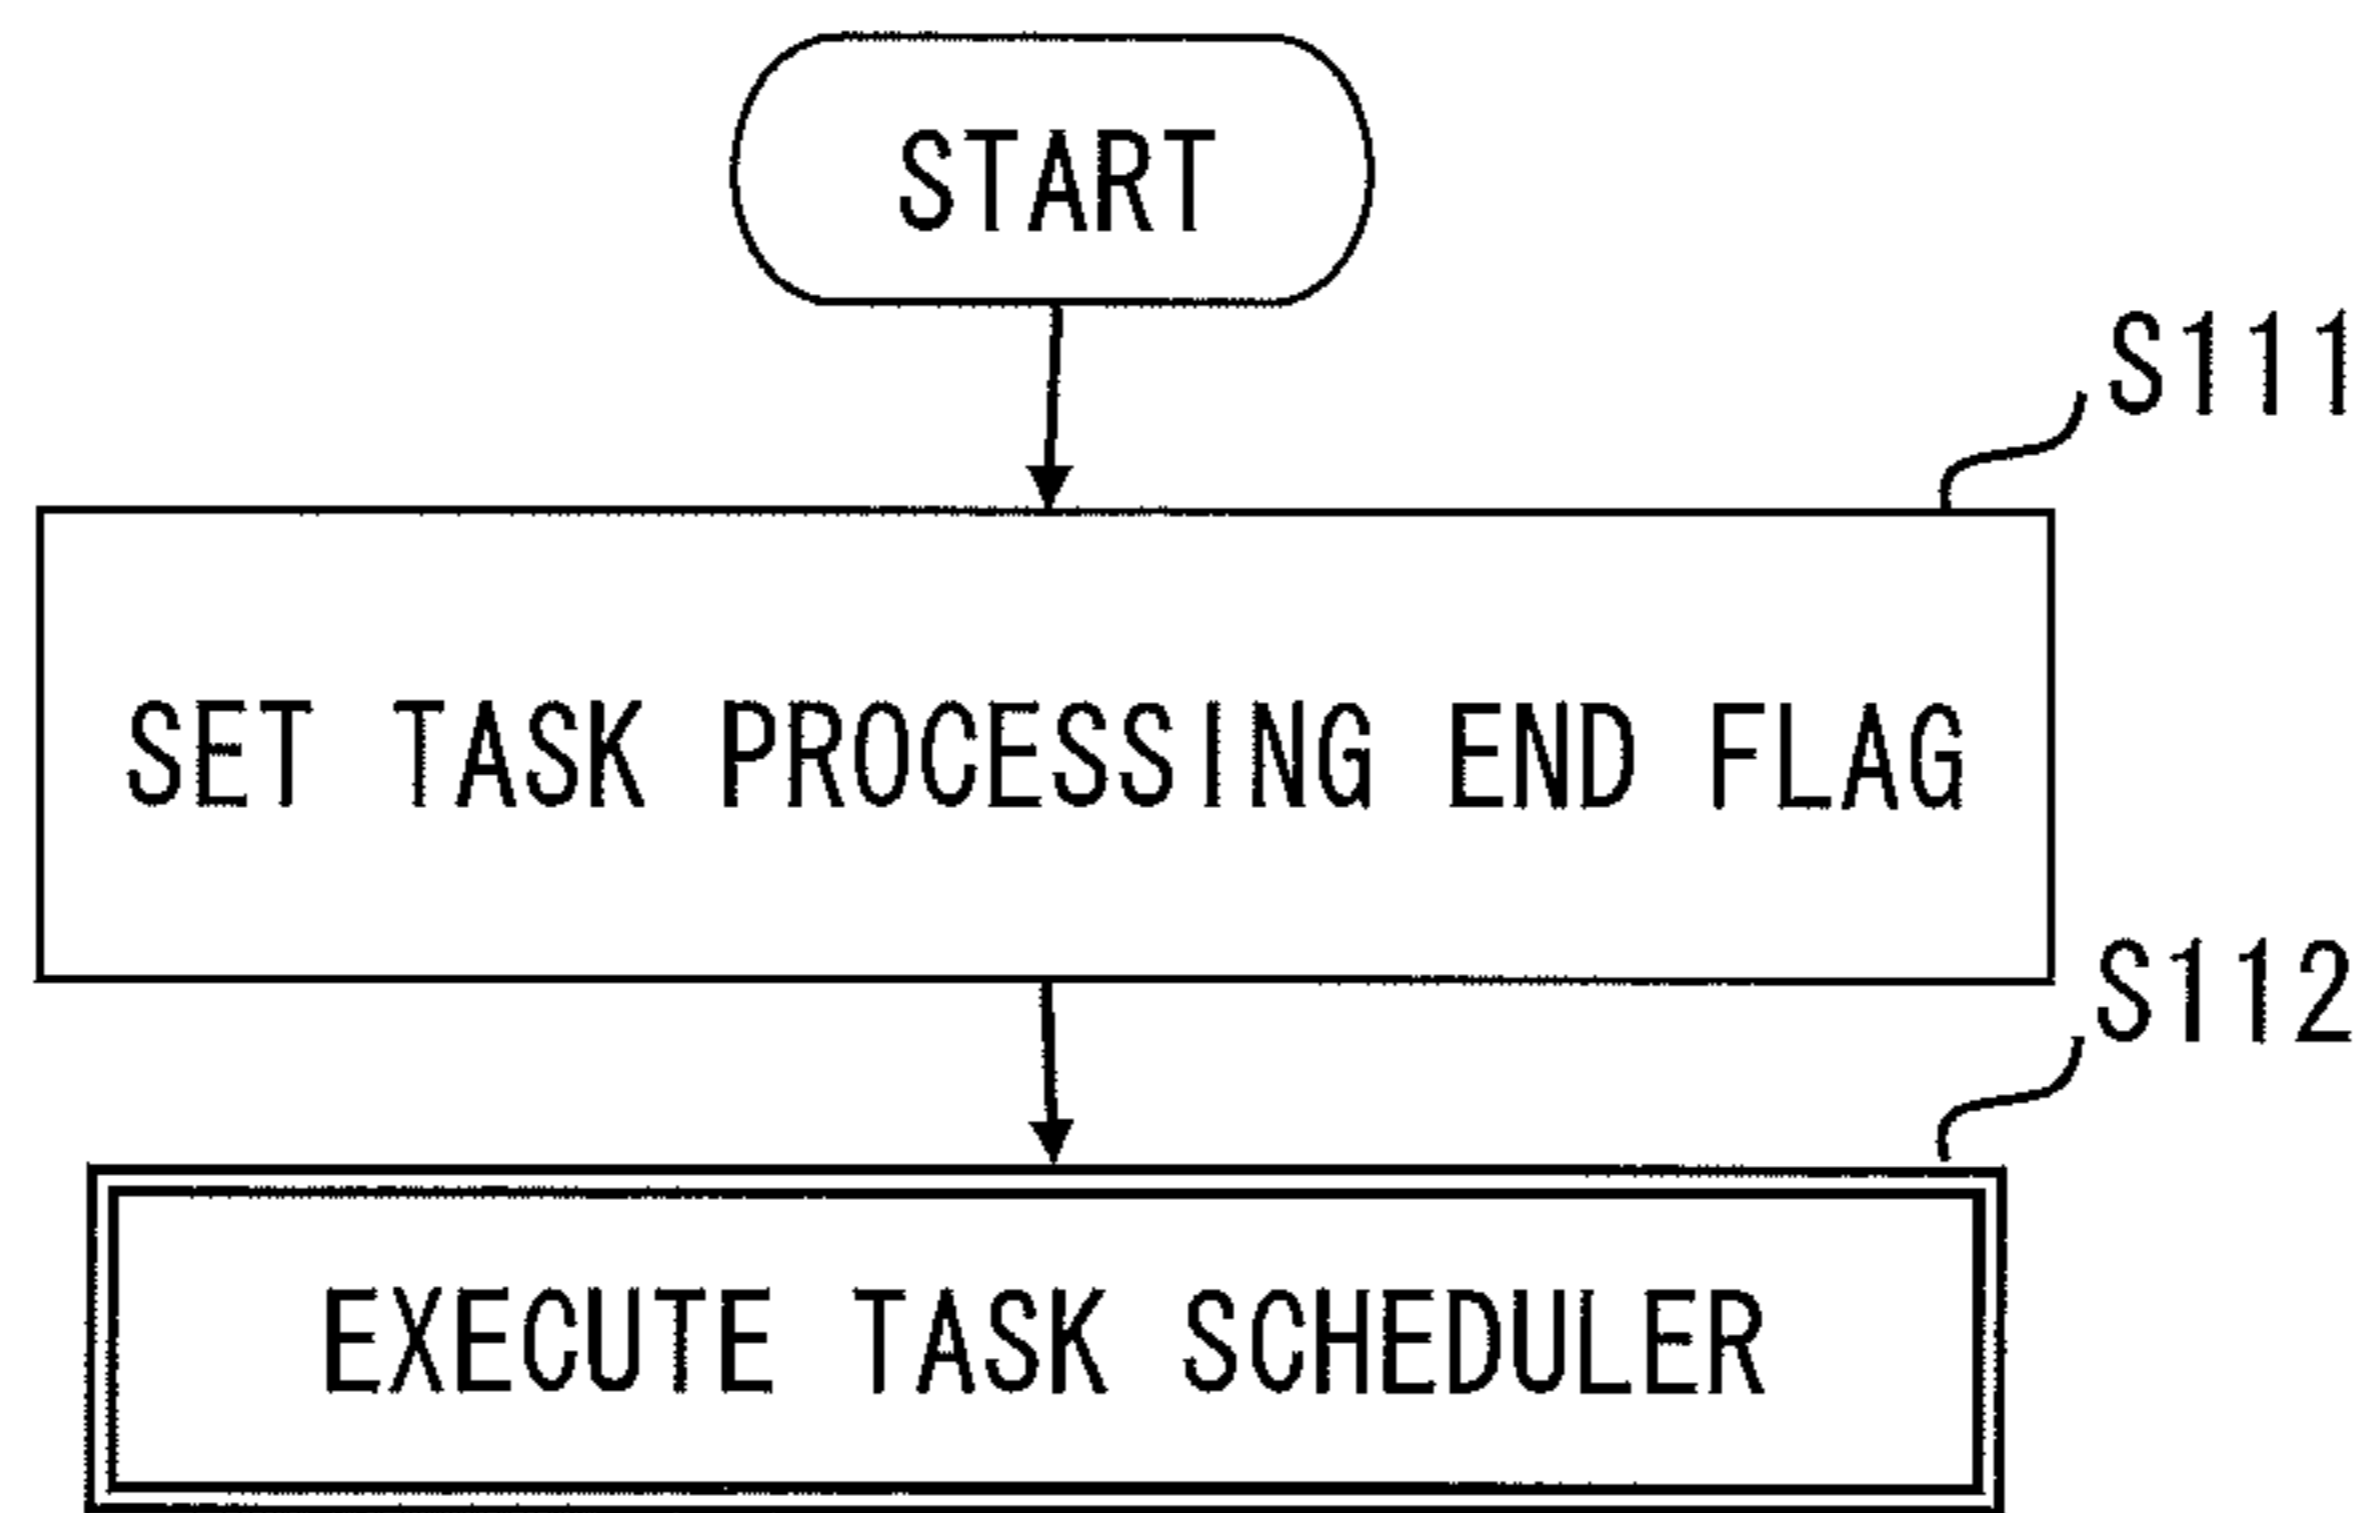 START
S111
SET TASK PROCESSING END FLAG
S112
EXECUTE TASK SCHEDULER